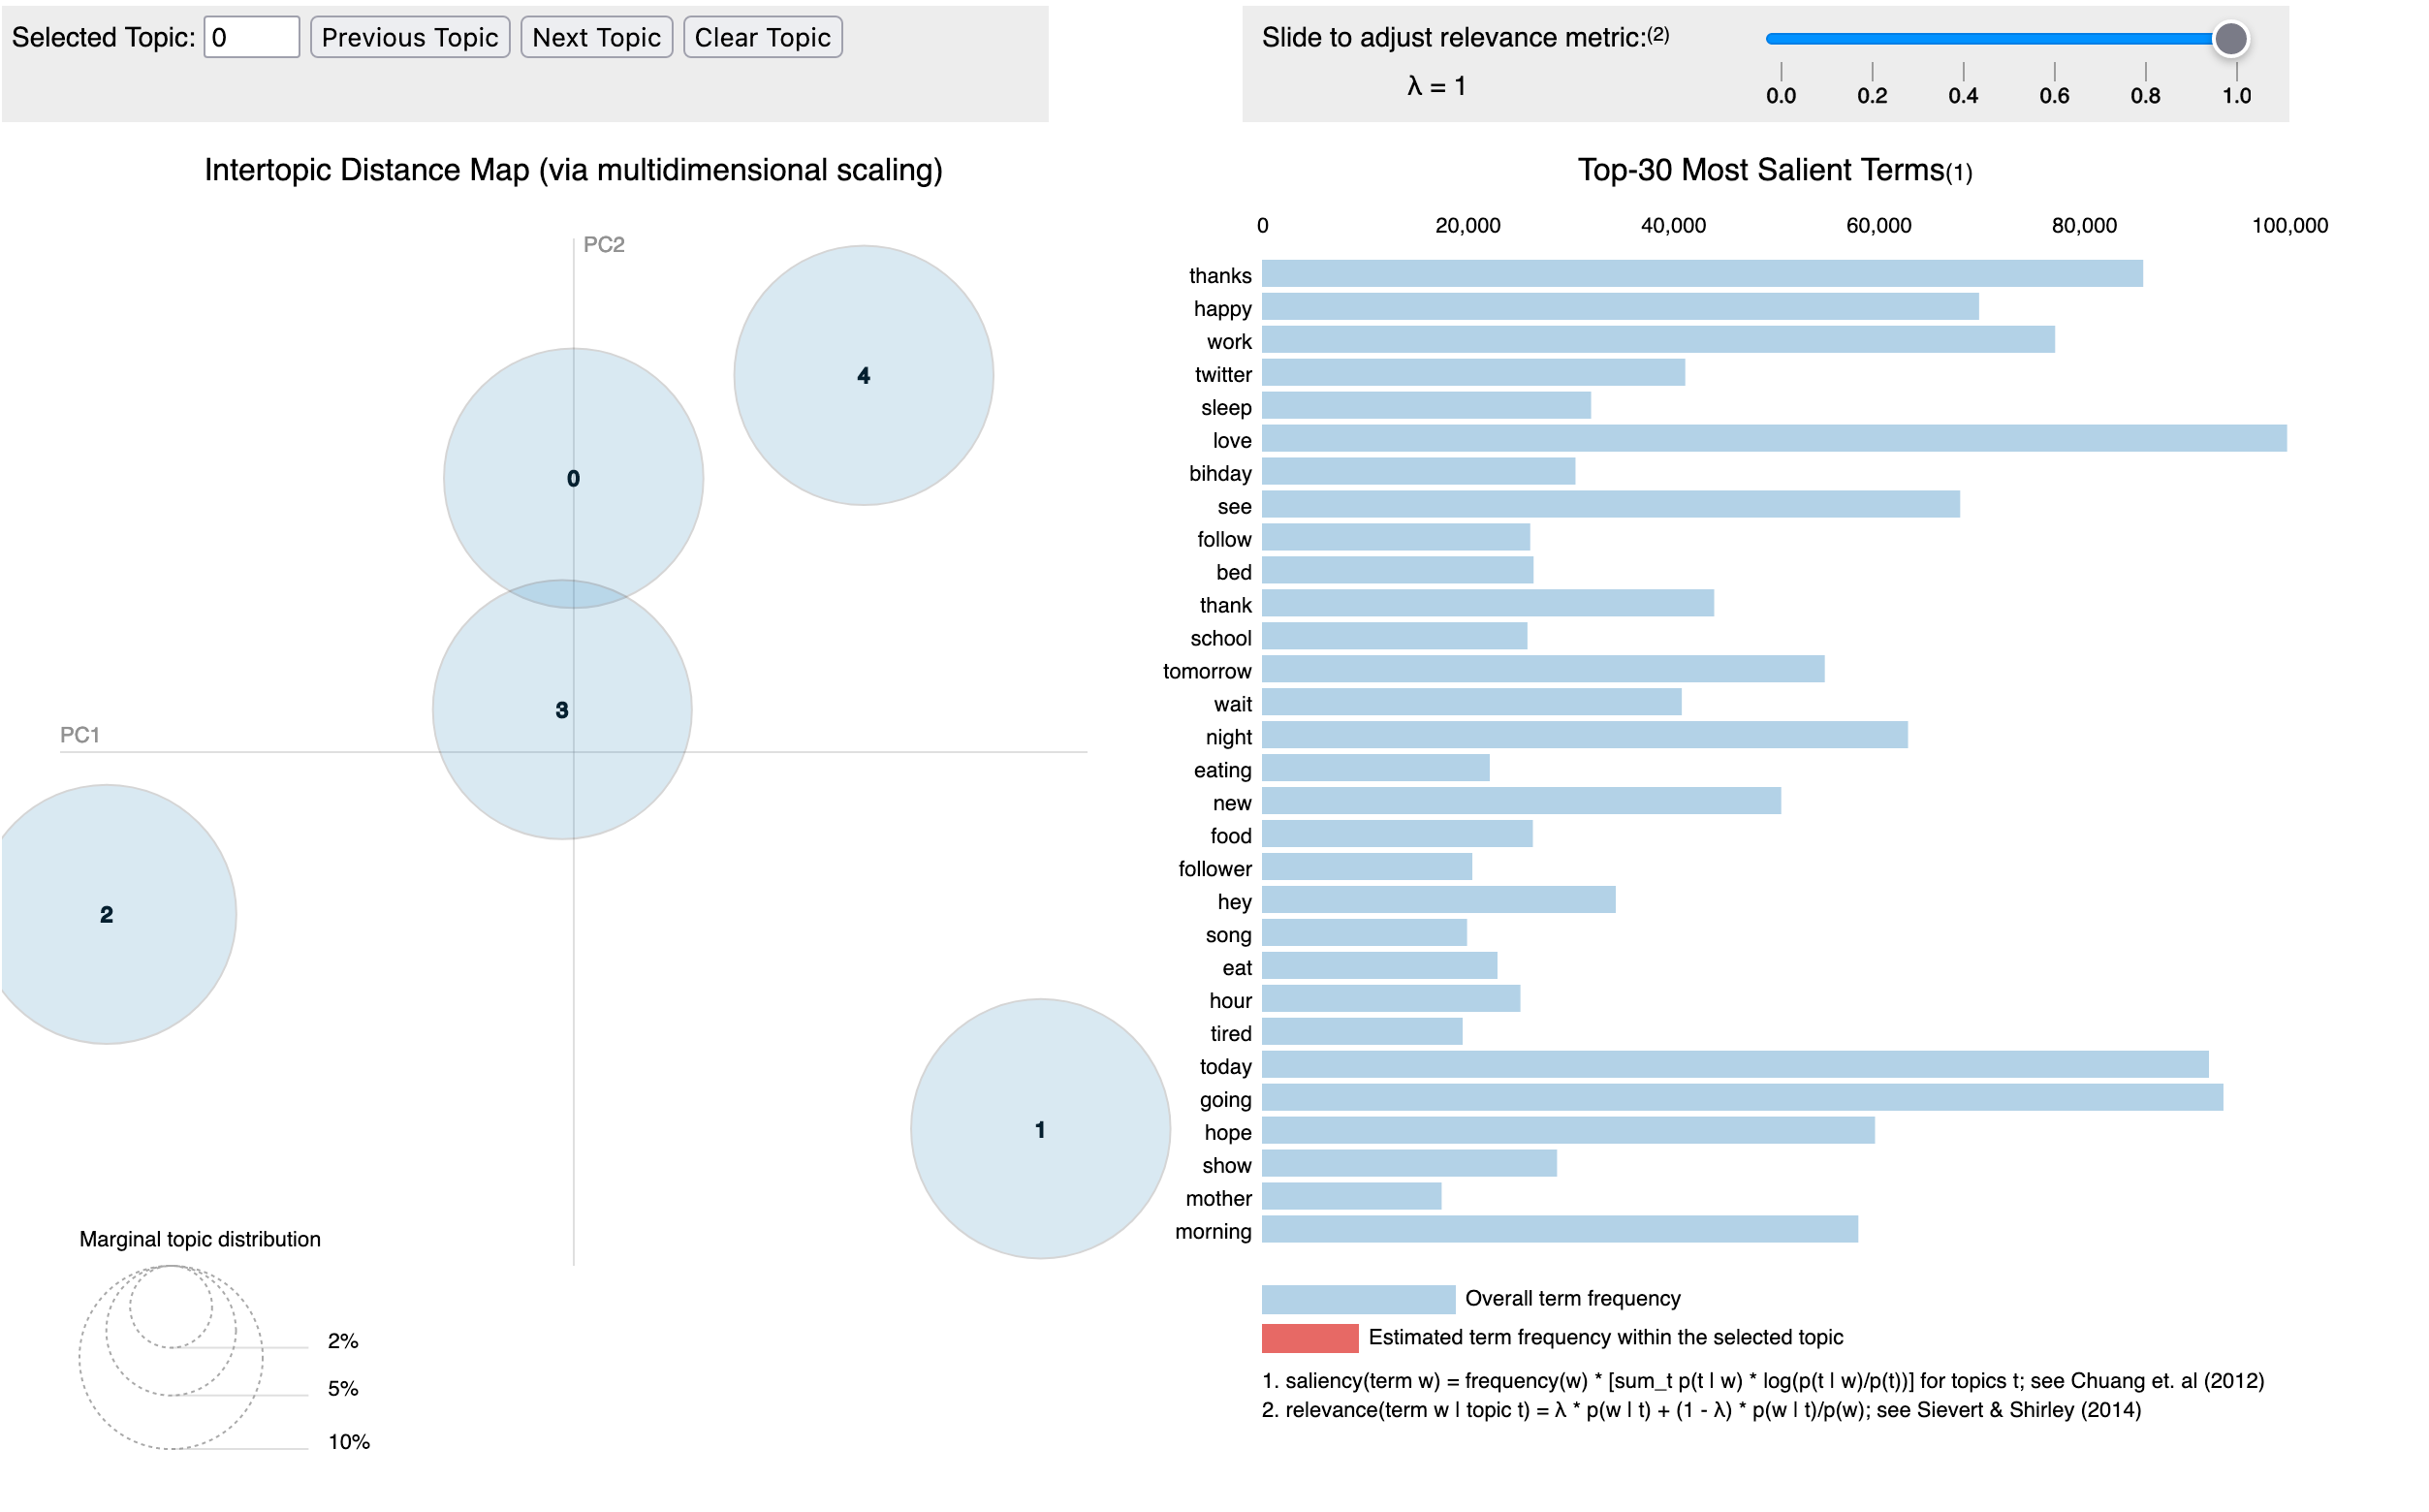 Selected Topic: 0 Previous Topic Next Topic Clear Topic
Slide to adjust relevance metric:(2)
λ = 1
0.0 0.2 0.4 0.6 0.8 1.0
Intertopic Distance Map (via multidimensional scaling)
PC2
4
0
3
PC1
2
1
Marginal topic distribution
2%
5%
10%
Top-30 Most Salient Terms(1)
0 20,000 40,000 60,000 80,000 100,000
thanks
happy
work
twitter
sleep
love
bihday
see
follow
bed
thank
school
tomorrow
wait
night
eating
new
food
follower
hey
song
eat
hour
tired
today
going
hope
show
mother
morning
Overall term frequency
Estimated term frequency within the selected topic
1. saliency(term w) = frequency(w) * [sum_t p(t | w) * log(p(t | w)/p(t))] for topics t; see Chuang et. al (2012)
2. relevance(term w | topic t) = λ * p(w | t) + (1 - λ) * p(w | t)/p(w); see Sievert & Shirley (2014)